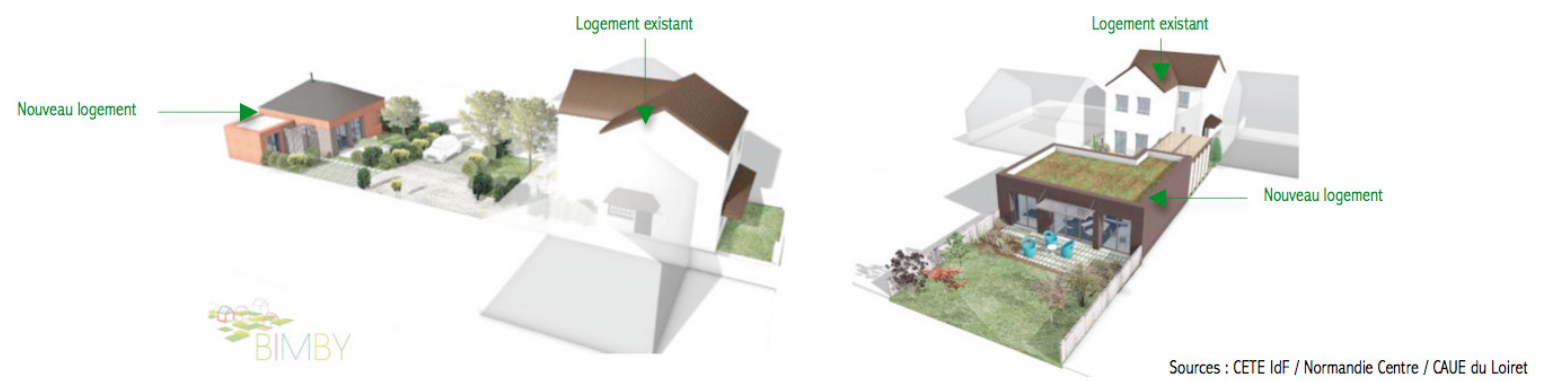 Logement existant
Logement existant
Nouveau logement
Nouveau logement
BIMBY
Sources : CETE IdF / Normandie Centre / CAUE du Loiret